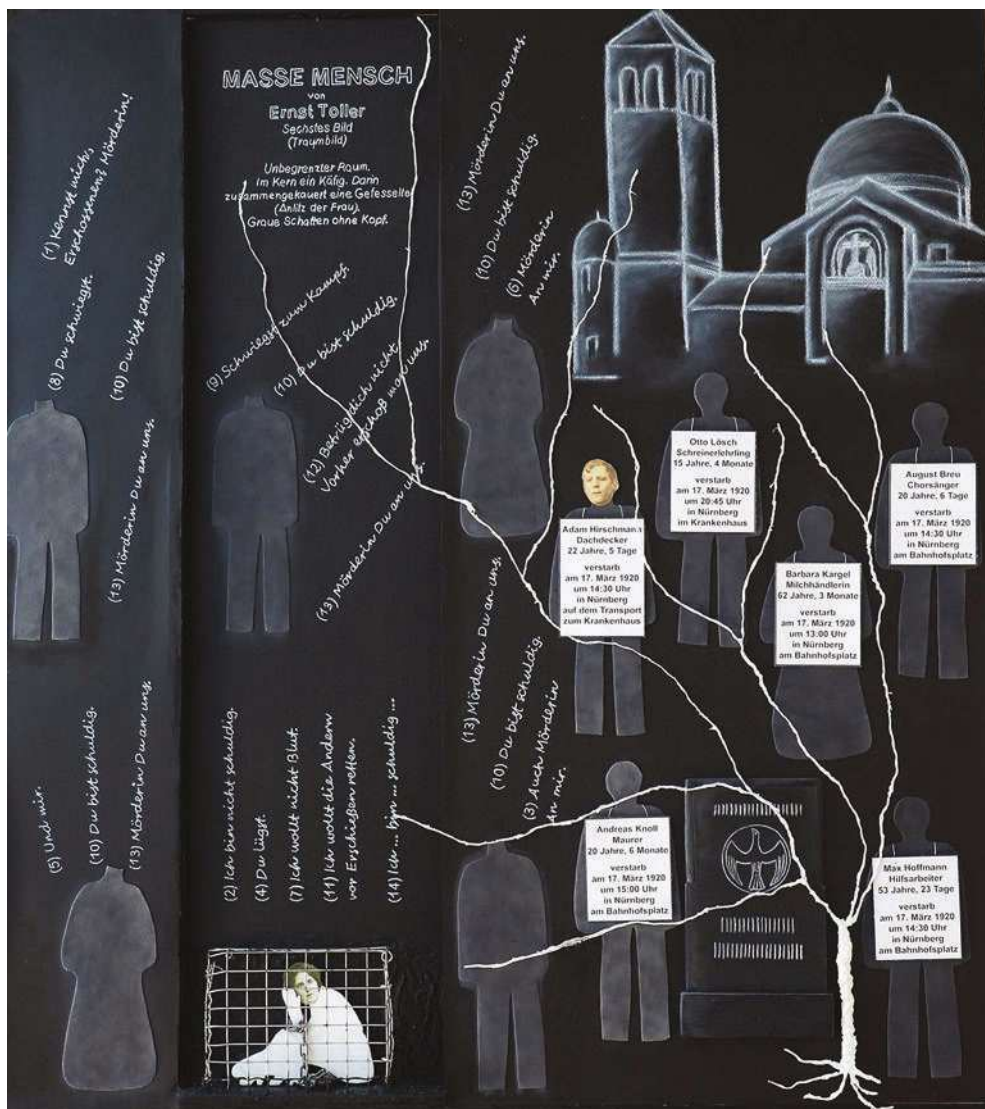 MASSE MENSCH
von
Ernst Toller
Sechstes Bild
(Traumbild)
Unbegrenzter Raum.
Im Kern ein Käfig. Darin
zusammengekauert eine Gefesselte
(Antlitz der Frau).
Graue Schatten ohne Kopf.
(1) Kennst mich,
Erschossenen? Mörderin!
(8) Du schwiegst.
(10) Du bist schuldig.
(13) Mörderin Du an uns.
(9) Schwiegst zum Kampf.
(10) Du bist schuldig.
(12) Betrüg dich nicht
Vorher erschoß man uns.
(13) Mörderin Du an uns.
(13) Mörderin Du an uns.
(10) Du bist schuldig.
(6) Mörderin
An mir.
(5) Und mir.
(10) Du bist schuldig.
(13) Mörderin Du an uns.
(2) Ich bin nicht schuldig.
(4) Du lügst.
(7) Ich wollt nicht Blut.
(11) Ich wollt die Andern
vor Erschießen retten.
(14) Ich ... bin ... schuldig ...
(13) Mörderin Du an uns.
(10) Du bist schuldig.
(3) Auch Mörderin
An mir.
Adam Hirschmann
Dachdecker
22 Jahre, 5 Tage
verstarb
am 17. März 1920
um 14:30 Uhr
in Nürnberg
auf dem Transport
zum Krankenhaus
Otto Lösch
Schreinerlehrling
15 Jahre, 4 Monate
verstarb
am 17. März 1920
um 20:45 Uhr
in Nürnberg
im Krankenhaus
August Breu
Chorsänger
20 Jahre, 6 Tage
verstarb
am 17. März 1920
um 14:30 Uhr
in Nürnberg
am Bahnhofsplatz
Barbara Kargel
Milchhändlerin
62 Jahre, 3 Monate
verstarb
am 17. März 1920
um 13:00 Uhr
in Nürnberg
am Bahnhofsplatz
Andreas Knoll
Maurer
20 Jahre, 6 Monate
verstarb
am 17. März 1920
um 15:00 Uhr
in Nürnberg
am Bahnhofsplatz
Max Hoffmann
Hilfsarbeiter
53 Jahre, 23 Tage
verstarb
am 17. März 1920
um 14:30 Uhr
in Nürnberg
am Bahnhofsplatz